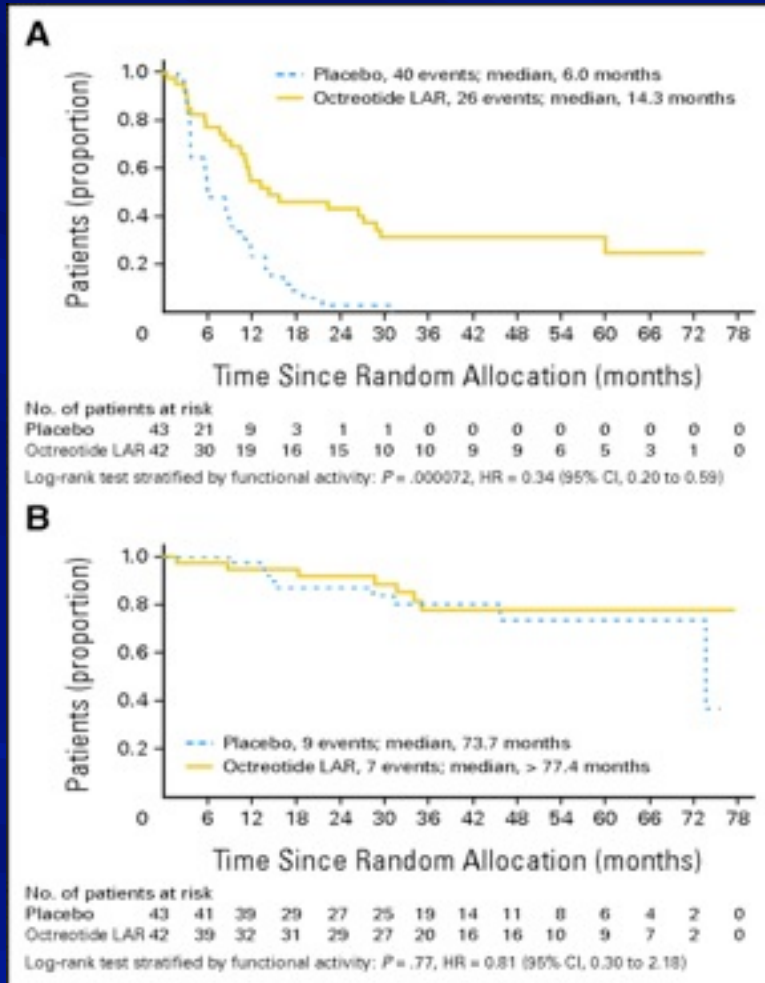 A
1.0
0.8
0.6
0.4
0.2
Patients (proportion)
Placebo, 40 events; median, 6.0 months
Octreotide LAR, 26 events; median, 14.3 months
0 6 12 18 24 30 36 42 48 54 60 66 72 78
Time Since Random Allocation (months)
No. of patients at risk
Placebo 43 21 9 3 1 1 0 0 0 0 0 0 0 0
Octreotide LAR 42 30 19 16 15 10 10 9 9 6 5 3 1 0
Log-rank test stratified by functional activity: P = .000072, HR = 0.34 (95% CI, 0.20 to 0.59)
B
1.0
0.8
0.6
0.4
0.2
Patients (proportion)
Placebo, 9 events; median, 73.7 months
Octreotide LAR, 7 events; median, > 77.4 months
0 6 12 18 24 30 36 42 48 54 60 66 72 78
Time Since Random Allocation (months)
No. of patients at risk
Placebo 43 41 39 29 27 25 19 14 11 8 6 4 2 0
Octreotide LAR 42 39 32 31 29 27 20 16 16 10 9 7 2 0
Log-rank test stratified by functional activity: P = .77, HR = 0.81 (95% CI, 0.30 to 2.18)